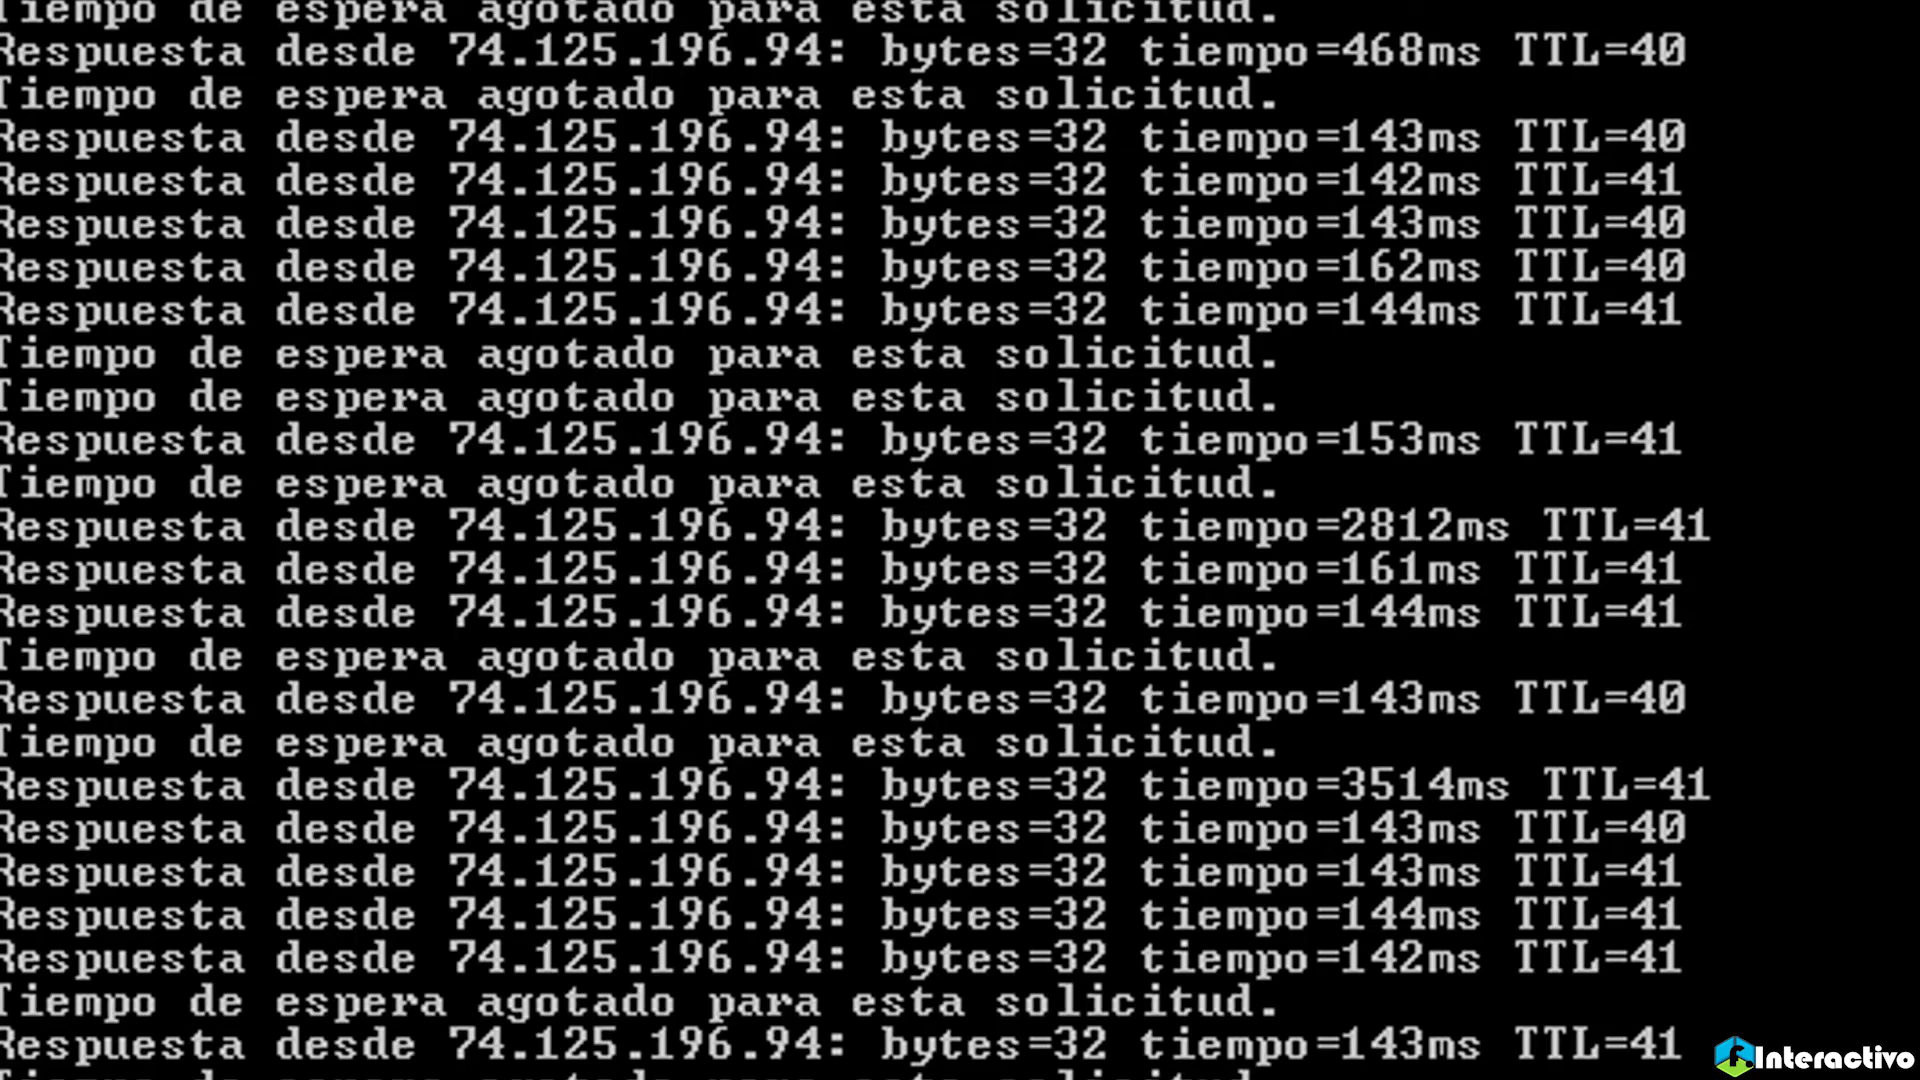 Tiempo de espera agotado para esta solicitud.
Respuesta desde 74.125.196.94: bytes=32 tiempo=468ms TTL=40
Tiempo de espera agotado para esta solicitud.
Respuesta desde 74.125.196.94: bytes=32 tiempo=143ms TTL=40
Respuesta desde 74.125.196.94: bytes=32 tiempo=142ms TTL=41
Respuesta desde 74.125.196.94: bytes=32 tiempo=143ms TTL=40
Respuesta desde 74.125.196.94: bytes=32 tiempo=162ms TTL=40
Respuesta desde 74.125.196.94: bytes=32 tiempo=144ms TTL=41
Tiempo de espera agotado para esta solicitud.
Tiempo de espera agotado para esta solicitud.
Respuesta desde 74.125.196.94: bytes=32 tiempo=153ms TTL=41
Tiempo de espera agotado para esta solicitud.
Respuesta desde 74.125.196.94: bytes=32 tiempo=2812ms TTL=41
Respuesta desde 74.125.196.94: bytes=32 tiempo=161ms TTL=41
Respuesta desde 74.125.196.94: bytes=32 tiempo=144ms TTL=41
Tiempo de espera agotado para esta solicitud.
Respuesta desde 74.125.196.94: bytes=32 tiempo=143ms TTL=40
Tiempo de espera agotado para esta solicitud.
Respuesta desde 74.125.196.94: bytes=32 tiempo=3514ms TTL=41
Respuesta desde 74.125.196.94: bytes=32 tiempo=143ms TTL=40
Respuesta desde 74.125.196.94: bytes=32 tiempo=143ms TTL=41
Respuesta desde 74.125.196.94: bytes=32 tiempo=144ms TTL=41
Respuesta desde 74.125.196.94: bytes=32 tiempo=142ms TTL=41
Tiempo de espera agotado para esta solicitud.
Respuesta desde 74.125.196.94: bytes=32 tiempo=143ms TTL=41
Interactivo